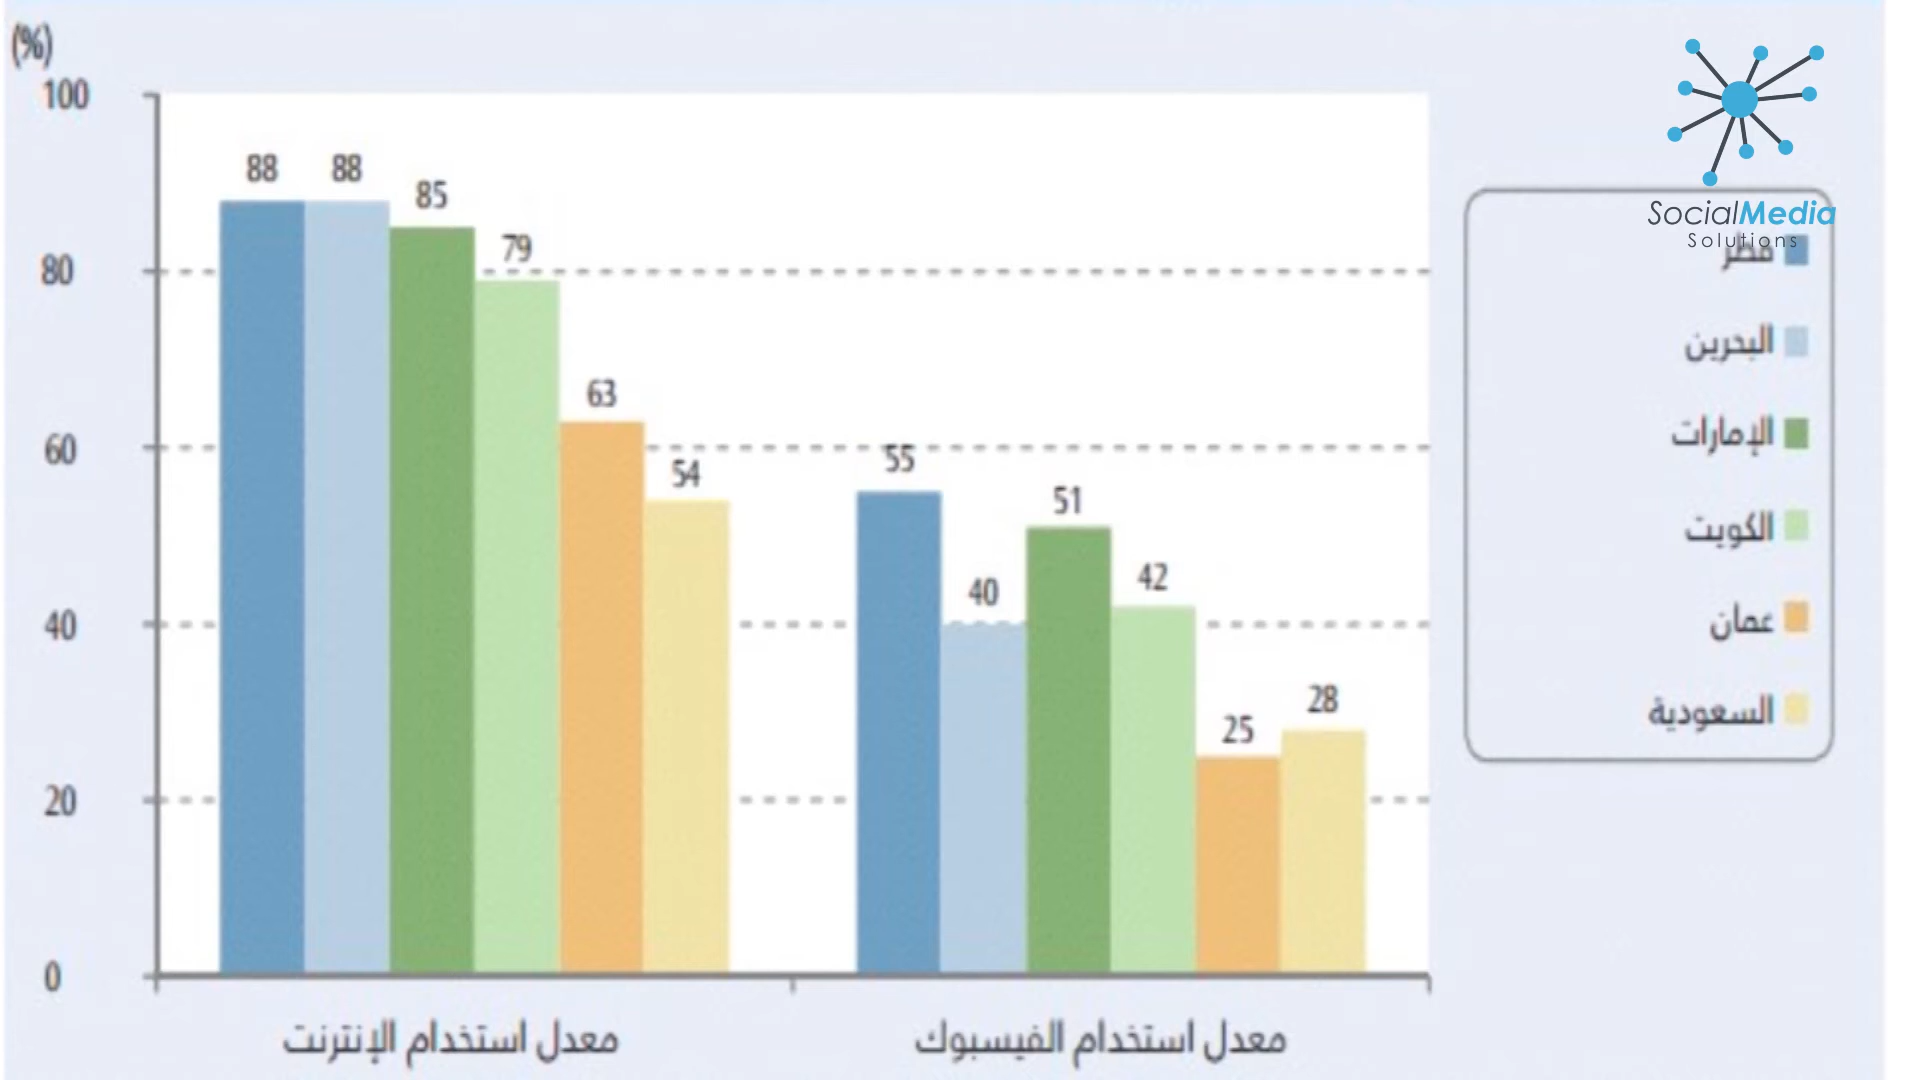 (%)
100
80
60
40
20
0
88
88
85
79
63
54
55
40
51
42
25
28
معدل استخدام الإنترنت
معدل استخدام الفيسبوك
SocialMedia
Solutions
قطر
البحرين
الإمارات
الكويت
عمان
السعودية